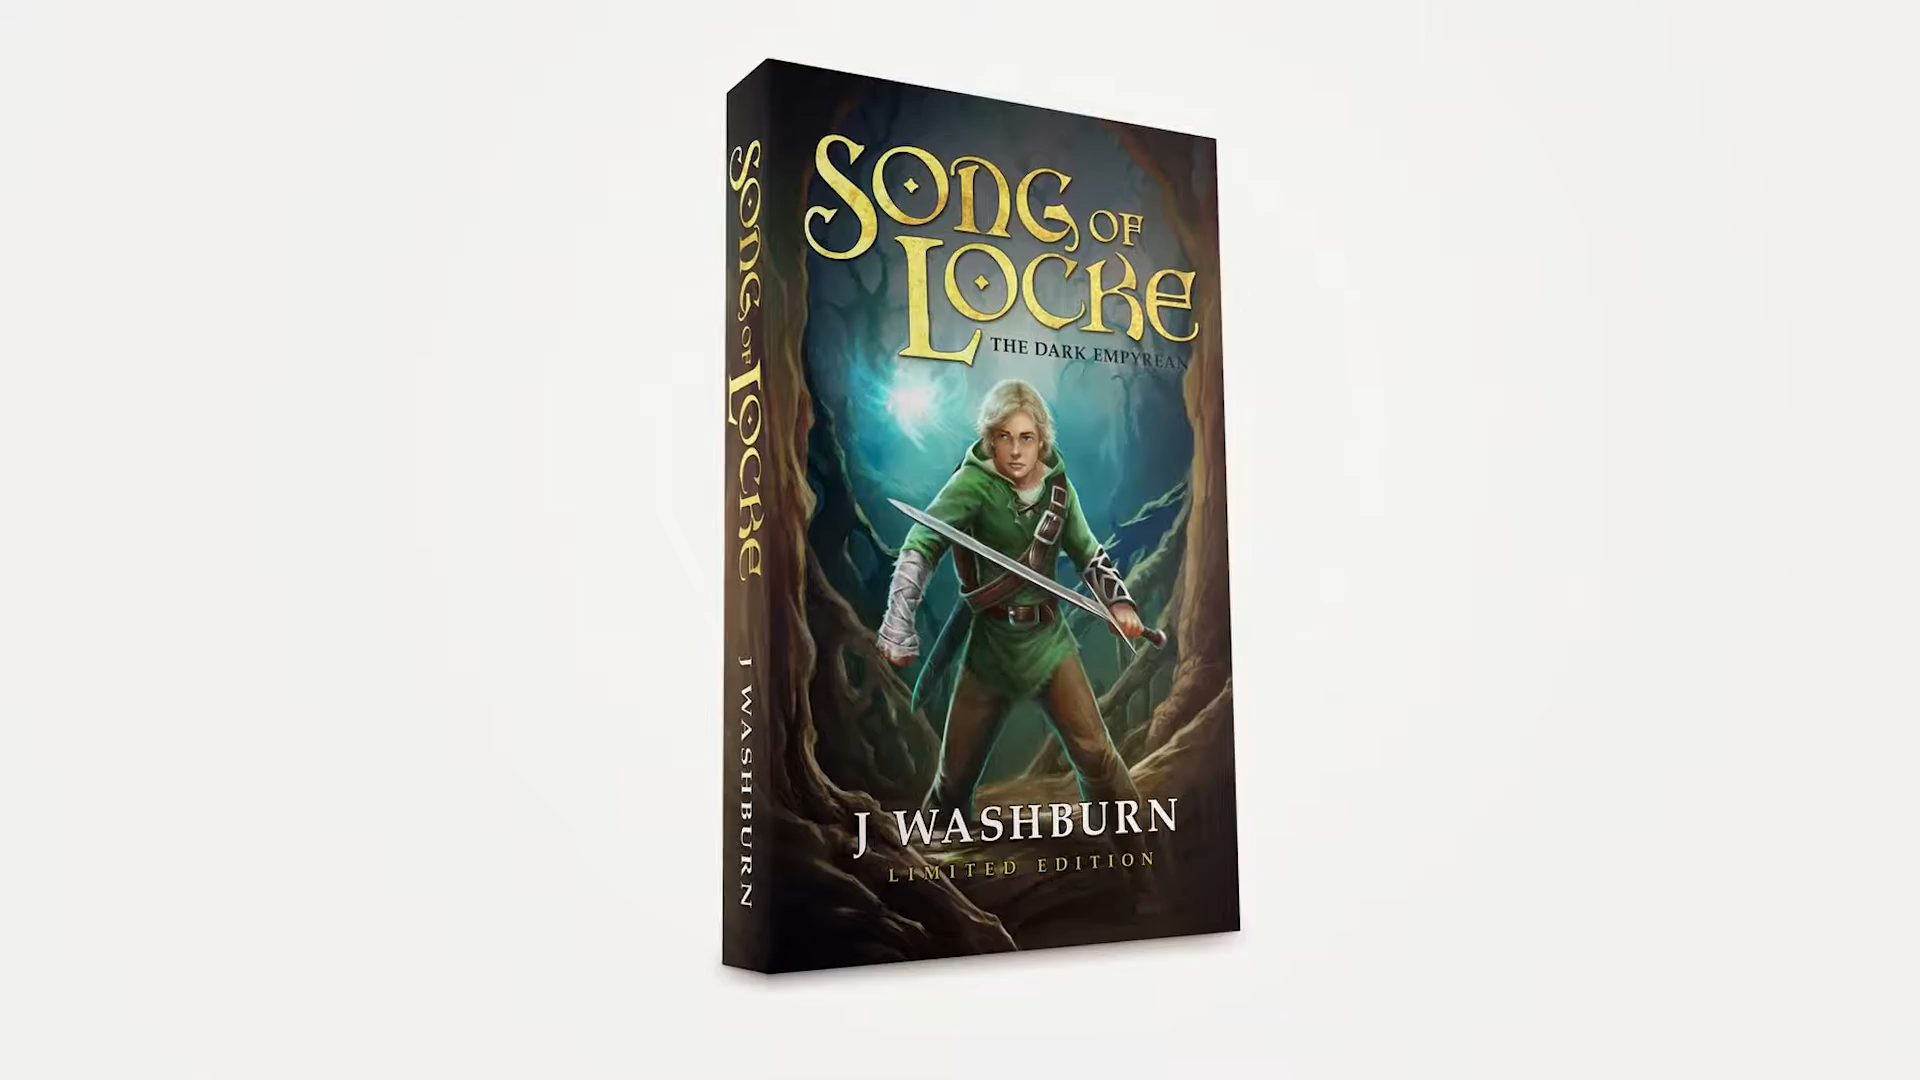 SONG OF
LOCKE
THE DARK EMPYREAN
J WASHBURN
LIMITED EDITION
SONG OF LOCKE
J WASHBURN